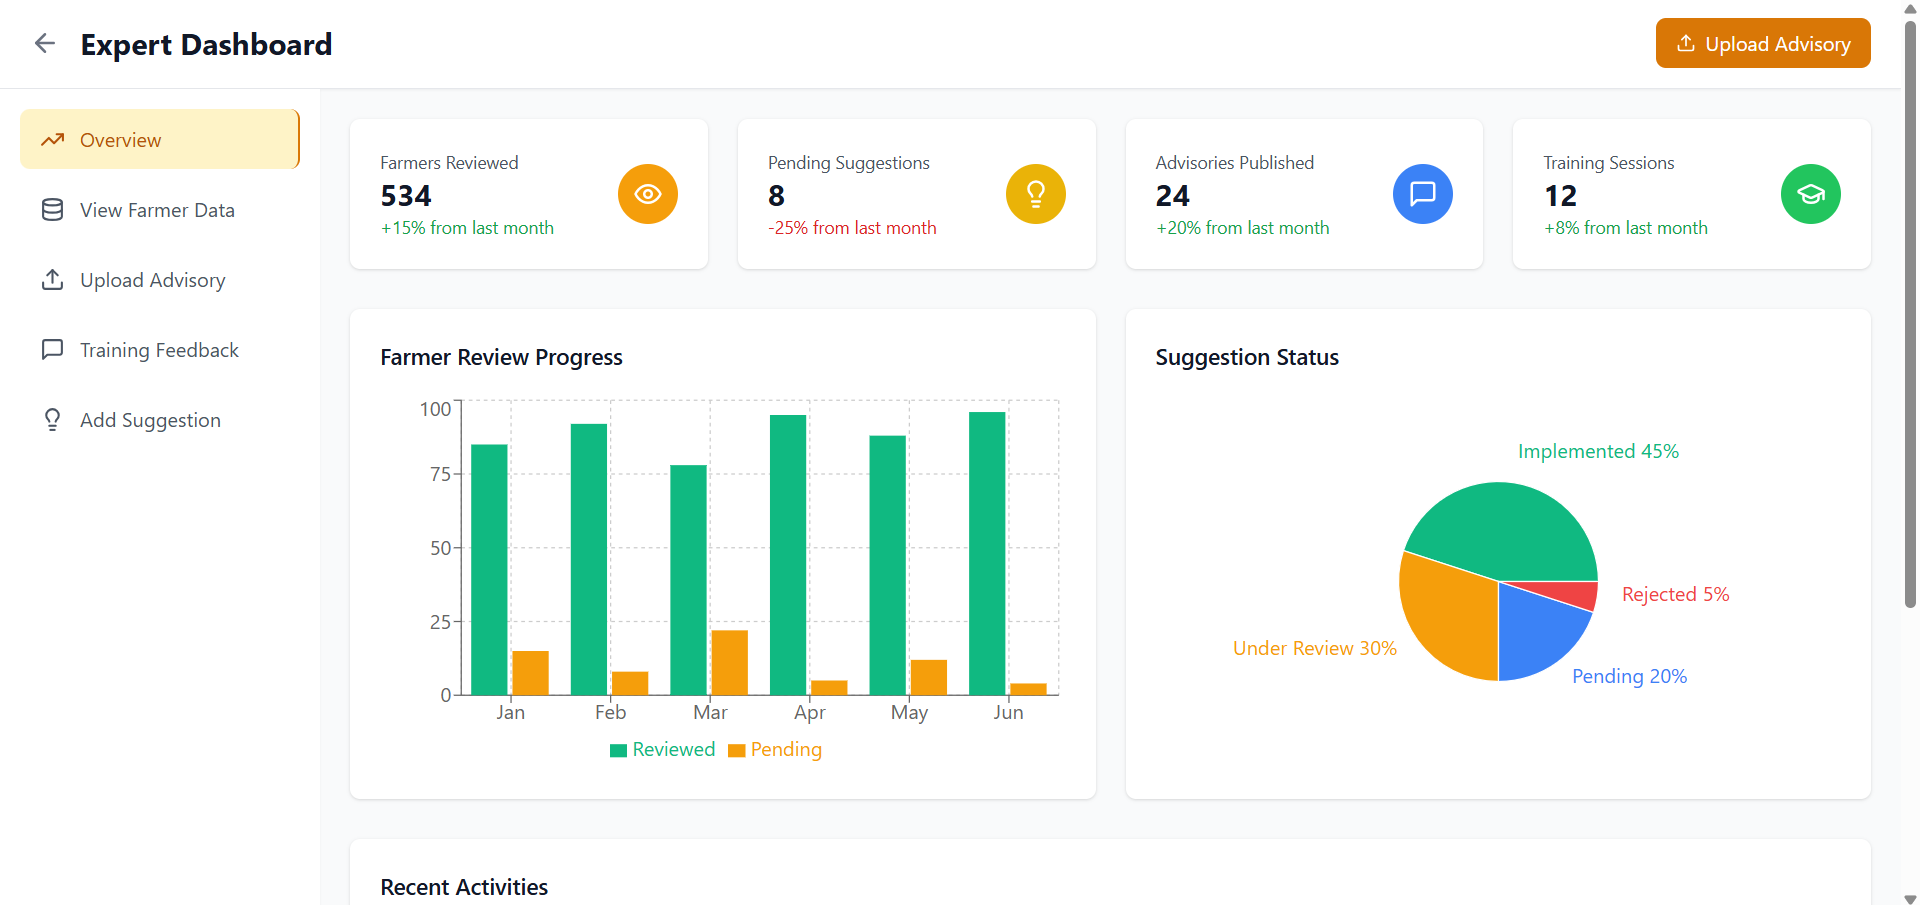 Expert Dashboard
Upload Advisory
Overview
View Farmer Data
Upload Advisory
Training Feedback
Add Suggestion
Farmers Reviewed
534
+15% from last month
Pending Suggestions
8
-25% from last month
Advisories Published
24
+20% from last month
Training Sessions
12
+8% from last month
Farmer Review Progress
100
75
50
25
0
Jan Feb Mar Apr May Jun
Reviewed Pending
Suggestion Status
Implemented 45%
Rejected 5%
Under Review 30%
Pending 20%
Recent Activities